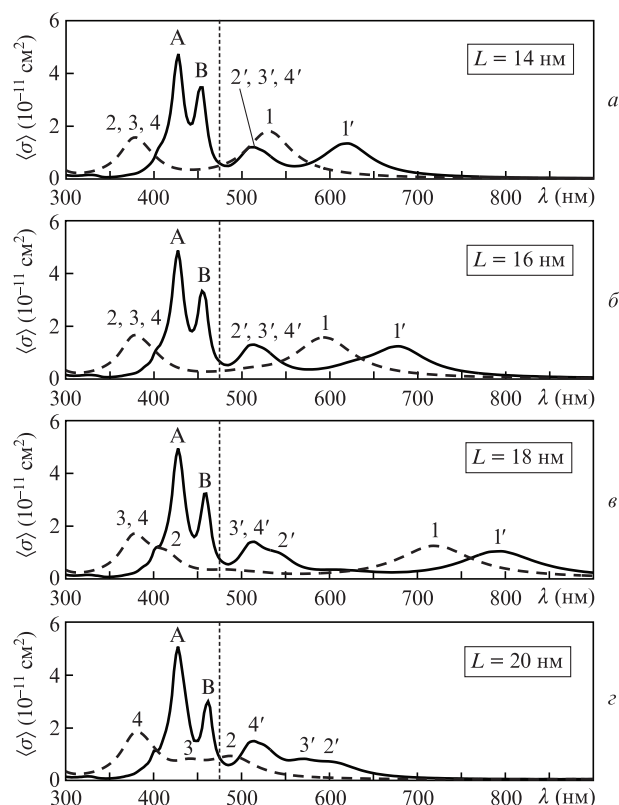 ⟨σ⟩ (10⁻¹¹ см²)
6
4
2
0
A
B
2, 3, 4
2′, 3′, 4′
1
1′
L = 14 нм
а
300 400 500 600 700 800 λ (нм)
⟨σ⟩ (10⁻¹¹ см²)
6
4
2
0
A
B
2, 3, 4
2′, 3′, 4′
1
1′
L = 16 нм
б
300 400 500 600 700 800 λ (нм)
⟨σ⟩ (10⁻¹¹ см²)
6
4
2
0
A
B
3, 4
2
3′, 4′
2′
1
1′
L = 18 нм
в
300 400 500 600 700 800 λ (нм)
⟨σ⟩ (10⁻¹¹ см²)
6
4
2
0
A
B
4
3
2
4′
3′
2′
L = 20 нм
г
300 400 500 600 700 800 λ (нм)